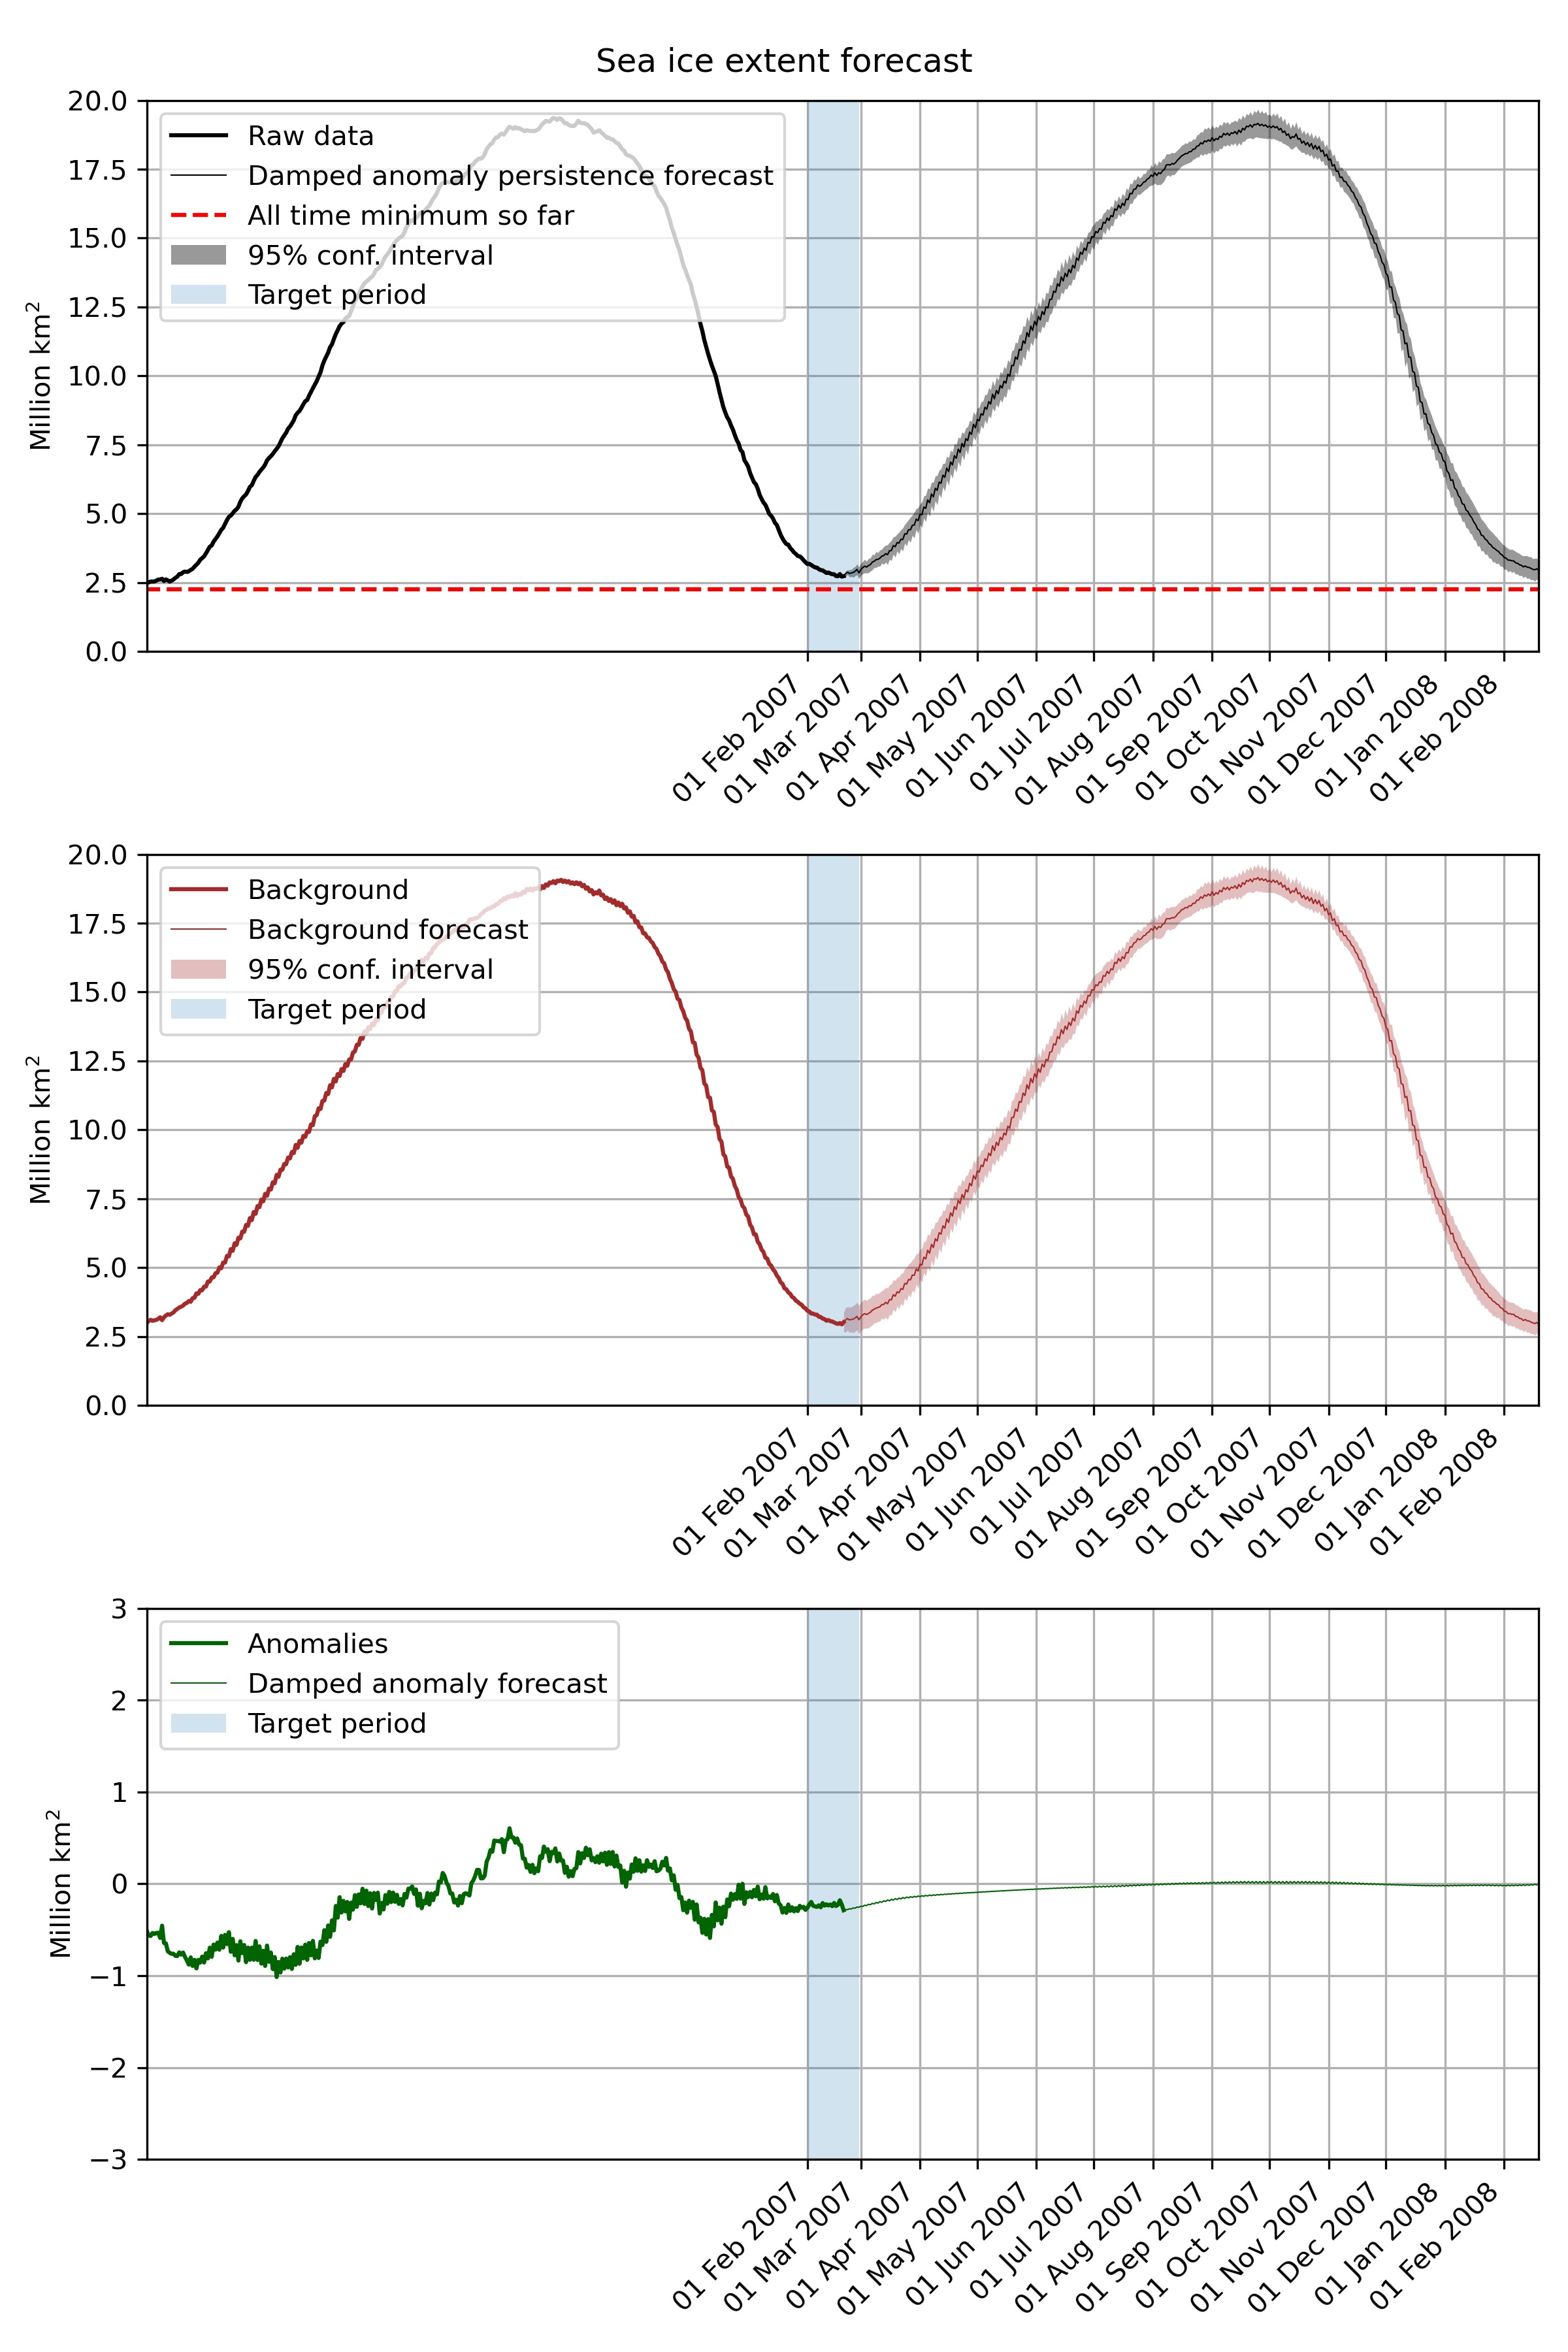 Sea ice extent forecast
20.0
17.5
15.0
12.5
10.0
7.5
5.0
2.5
0.0
Million km²
Raw data
Damped anomaly persistence forecast
All time minimum so far
95% conf. interval
Target period
01 Feb 2007
01 Mar 2007
01 Apr 2007
01 May 2007
01 Jun 2007
01 Jul 2007
01 Aug 2007
01 Sep 2007
01 Oct 2007
01 Nov 2007
01 Dec 2007
01 Jan 2008
01 Feb 2008
20.0
17.5
15.0
12.5
10.0
7.5
5.0
2.5
0.0
Million km²
Background
Background forecast
95% conf. interval
Target period
01 Feb 2007
01 Mar 2007
01 Apr 2007
01 May 2007
01 Jun 2007
01 Jul 2007
01 Aug 2007
01 Sep 2007
01 Oct 2007
01 Nov 2007
01 Dec 2007
01 Jan 2008
01 Feb 2008
3
2
1
0
−1
−2
−3
Million km²
Anomalies
Damped anomaly forecast
Target period
01 Feb 2007
01 Mar 2007
01 Apr 2007
01 May 2007
01 Jun 2007
01 Jul 2007
01 Aug 2007
01 Sep 2007
01 Oct 2007
01 Nov 2007
01 Dec 2007
01 Jan 2008
01 Feb 2008